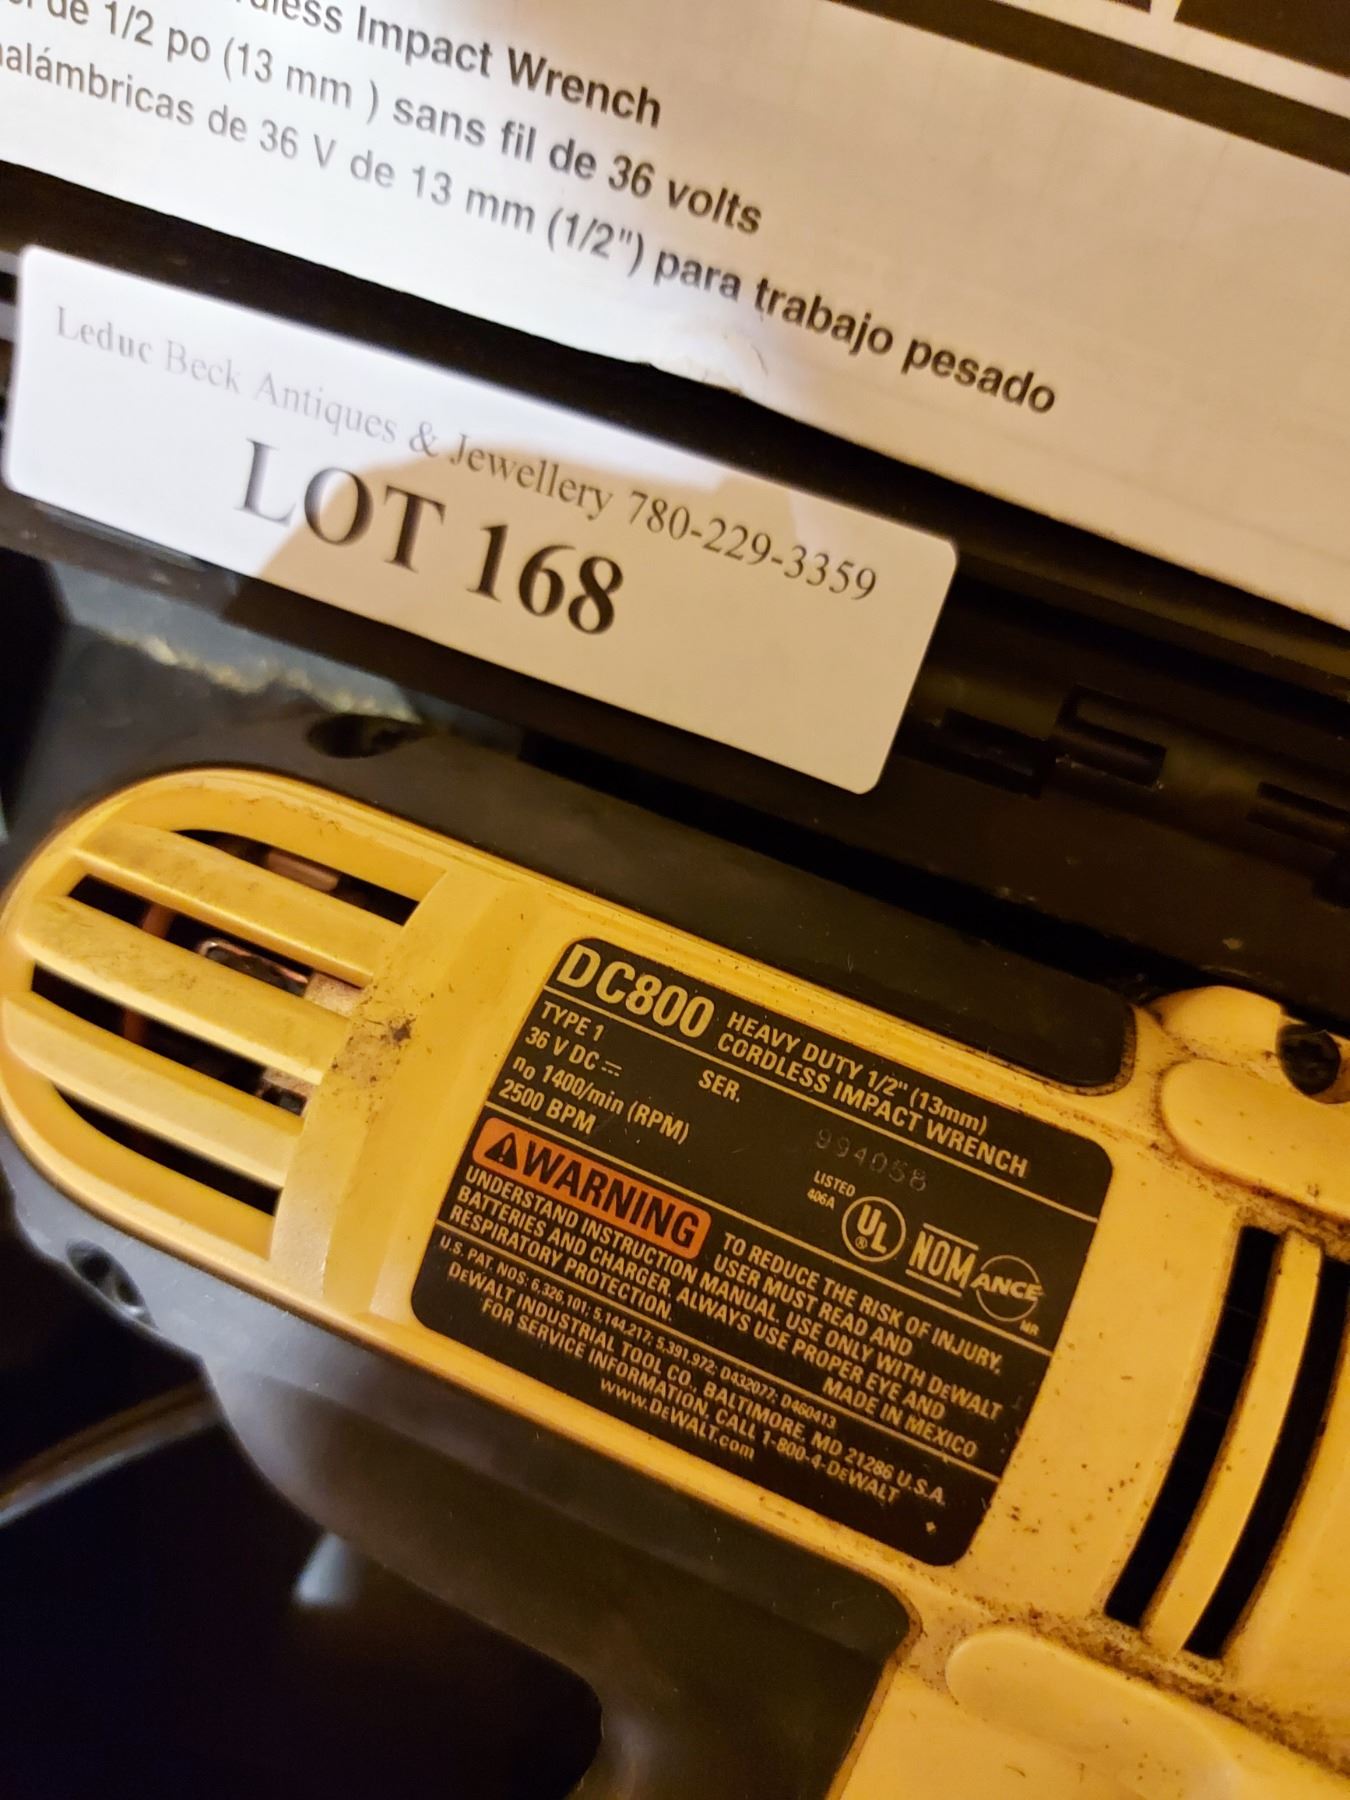 Impact Wrench
de 1/2 po (13 mm ) sans fil de 36 volts
de 36 V de 13 mm (1/2") para trabajo pesado
Leduc Beck Antiques & Jewellery 780-229-3359
LOT 168
DC800 HEAVY DUTY 1/2" (13mm)
CORDLESS IMPACT WRENCH
TYPE 1
36 V DC ⎓ SER.
no 1400/min (RPM) 994058
2500 BPM
LISTED
406A
UL ®
NOM
ANCE
MR
⚠WARNING TO REDUCE THE RISK OF INJURY,
USER MUST READ AND
UNDERSTAND INSTRUCTION MANUAL. USE ONLY WITH DEWALT
BATTERIES AND CHARGER. ALWAYS USE PROPER EYE AND
RESPIRATORY PROTECTION. MADE IN MEXICO
U.S. PAT. NOS: 6,326,101; 5,144,217; 5,391,972; D432077; D460413
DEWALT INDUSTRIAL TOOL CO., BALTIMORE, MD 21286 U.S.A.
FOR SERVICE INFORMATION, CALL 1-800-4-DEWALT
www.DEWALT.com